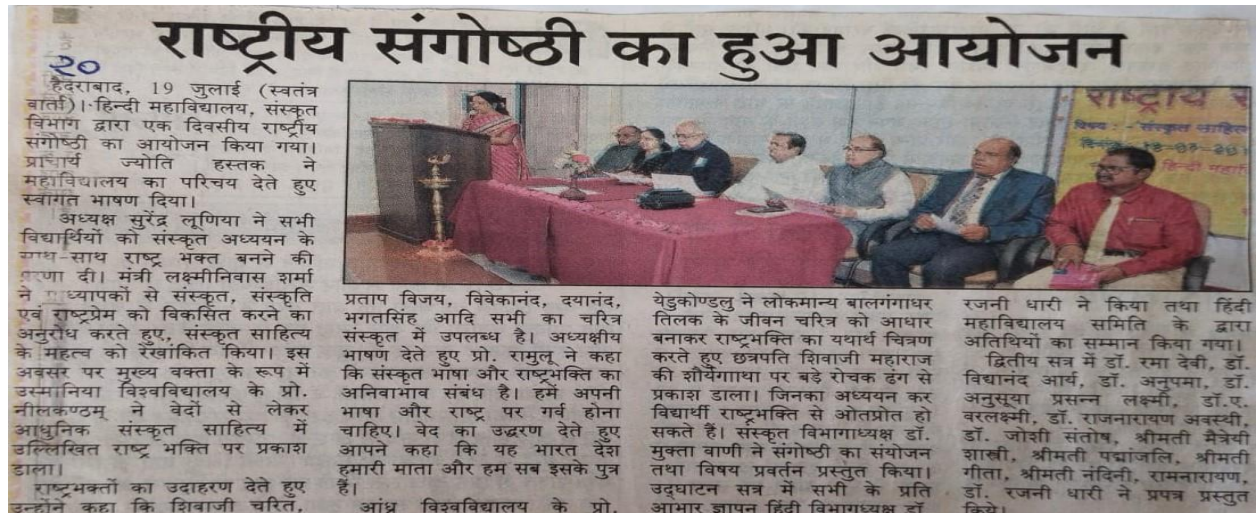 राष्ट्रीय संगोष्ठी का हुआ आयोजन
२०
हैदराबाद, 19 जुलाई (स्वतंत्र
वार्ता)। हिन्दी महाविद्यालय, संस्कृत
विभाग द्वारा एक दिवसीय राष्ट्रीय
संगोष्ठी का आयोजन किया गया।
प्राचार्य ज्योति हस्तक ने
महाविद्यालय का परिचय देते हुए
स्वागत भाषण दिया।
अध्यक्ष सुरेंद्र लूणिया ने सभी
विद्यार्थियों को संस्कृत अध्ययन के
साथ-साथ राष्ट्र भक्त बनने की
दी। मंत्री लक्ष्मीनिवास शर्मा
ने संस्कृत, संस्कृति
एवं राष्ट्रप्रेम को विकसित करने का
अनुरोध करते हुए, संस्कृत साहित्य
के महत्व को रेखांकित किया। इस
अवसर पर मुख्य वक्ता के रूप में
उस्मानिया विश्वविद्यालय के प्रो.
नीलकण्ठम् ने वेदों से लेकर
आधुनिक संस्कृत साहित्य में
उल्लिखित राष्ट्र भक्ति पर प्रकाश
डाला।
राष्ट्रभक्तों का उदाहरण देते हुए
उन्होंने कहा कि शिवाजी चरित,
प्रताप विजय, विवेकानंद, दयानंद,
भगतसिंह आदि सभी का चरित्र
संस्कृत में उपलब्ध है। अध्यक्षीय
भाषण देते हुए प्रो. रामुलू ने कहा
कि संस्कृत भाषा और राष्ट्रभक्ति का
अनिवाभाव संबंध है। हमें अपनी
भाषा और राष्ट्र पर गर्व होना
चाहिए। वेद का उद्धरण देते हुए
आपने कहा कि यह भारत देश
हमारी माता और हम सब इसके पुत्र
हैं।
आंध्र विश्वविद्यालय के प्रो.
येडुकोण्डलु ने लोकमान्य बालगंगाधर
तिलक के जीवन चरित्र को आधार
बनाकर राष्ट्रभक्ति का यथार्थ चित्रण
करते हुए छत्रपति शिवाजी महाराज
की शौर्यगााथा पर बड़े रोचक ढंग से
प्रकाश डाला। जिनका अध्ययन कर
विद्यार्थी राष्ट्रभक्ति से ओतप्रोत हो
सकते हैं। संस्कृत विभागाध्यक्ष डॉ.
मुक्ता वाणी ने संगोष्ठी का संयोजन
तथा विषय प्रवर्तन प्रस्तुत किया।
उद्घाटन सत्र में सभी के प्रति
आभार ज्ञापन हिंदी विभागध्यक्ष डॉ
रजनी धारी ने किया तथा हिंदी
महाविद्यालय समिति के द्वारा
अतिथियों का सम्मान किया गया।
द्वितीय सत्र में डॉ. रमा देवी, डॉ.
विद्यानंद आर्य, डॉ. अनुपमा, डॉ.
अनुसूया प्रसन्न लक्ष्मी, डॉ.ए.
वरलक्ष्मी, डॉ. राजनारायण अवस्थी,
डॉ. जोशी संतोष, श्रीमती मैत्रेयी
शास्त्री, श्रीमती पद्मांजलि, श्रीमती
गीता, श्रीमती नंदिनी, रामनारायण,
डॉ. रजनी धारी ने प्रपत्र प्रस्तुत
किये।
राष्ट्रीय
विषय :- संस्कृत
हिन्दी